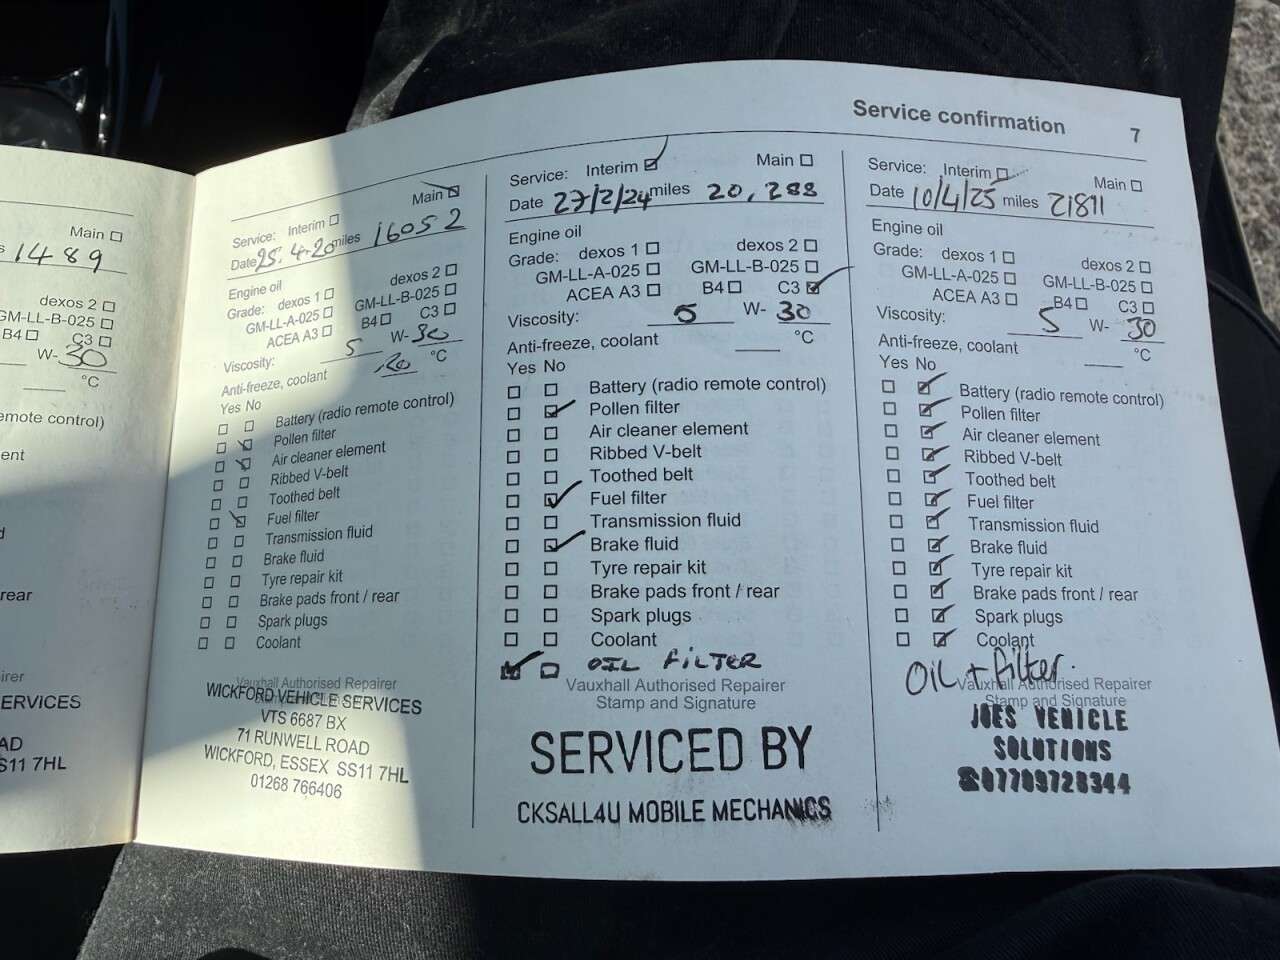 Service confirmation 7
Main
s 1489
dexos 2
GM-LL-B-025
B4 C3
W- 30
°C
emote control)
ent
d
rear
rer
ERVICES
AD
SS11 7HL
Service: Interim Main
Date 25.4.20 miles 16052
Engine oil
Grade: dexos 1 dexos 2
GM-LL-A-025 GM-LL-B-025
ACEA A3 B4 C3
Viscosity: 5 W- 30
Anti-freeze, coolant -20 °C
Yes No
Battery (radio remote control)
Pollen filter
Air cleaner element
Ribbed V-belt
Toothed belt
Fuel filter
Transmission fluid
Brake fluid
Tyre repair kit
Brake pads front / rear
Spark plugs
Coolant
Vauxhall Authorised Repairer
WICKFORD VEHICLE SERVICES
VTS 6687 BX
71 RUNWELL ROAD
WICKFORD, ESSEX SS11 7HL
01268 766406
Service: Interim Main
Date 27/2/24 miles 20,288
Engine oil
Grade: dexos 1 dexos 2
GM-LL-A-025 GM-LL-B-025
ACEA A3 B4 C3
Viscosity: 5 W- 30
Anti-freeze, coolant °C
Yes No
Battery (radio remote control)
Pollen filter
Air cleaner element
Ribbed V-belt
Toothed belt
Fuel filter
Transmission fluid
Brake fluid
Tyre repair kit
Brake pads front / rear
Spark plugs
Coolant
OIL FILTER
Vauxhall Authorised Repairer
Stamp and Signature
SERVICED BY
CKSALL4U MOBILE MECHANICS
Service: Interim Main
Date 10/4/25 miles 21811
Engine oil
Grade: dexos 1 dexos 2
GM-LL-A-025 GM-LL-B-025
ACEA A3 B4 C3
Viscosity: 5 W- 30
Anti-freeze, coolant °C
Yes No
Battery (radio remote control)
Pollen filter
Air cleaner element
Ribbed V-belt
Toothed belt
Fuel filter
Transmission fluid
Brake fluid
Tyre repair kit
Brake pads front / rear
Spark plugs
Coolant
Oil + filter.
Vauxhall Authorised Repairer
Stamp and Signature
JOES VEHICLE
SOLUTIONS
☎07709728344